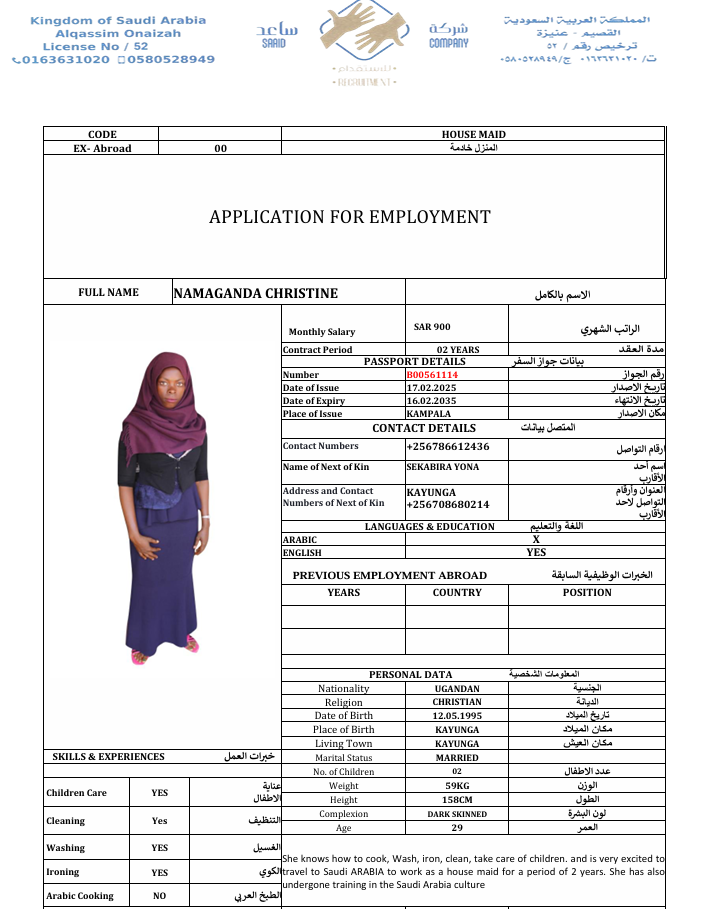 Kingdom of Saudi Arabia
Alqassim Onaizah
License No / 52
0163631020 0580528949
ساعد
SAAID
شركة
COMPANY
للاستقدام
RECRUITMENT
المملكة العربية السعودية
القصيم - عنيزة
ترخيص رقم / ٥٢
ت/ ٠١٦٣٦٣١٠٢٠ ج/٠٥٨٠٥٢٨٩٤٩
CODE HOUSE MAID
EX- Abroad 00 المنزل خادمة
APPLICATION FOR EMPLOYMENT
FULL NAME NAMAGANDA CHRISTINE الاسم بالكامل
Monthly Salary SAR 900 الراتب الشهري
Contract Period 02 YEARS مدة العقد
PASSPORT DETAILS بيانات جواز السفر
Number B00561114 رقم الجواز
Date of Issue 17.02.2025 تاريخ الاصدار
Date of Expiry 16.02.2035 تاريخ الانتهاء
Place of Issue KAMPALA مكان الاصدار
CONTACT DETAILS المتصل بيانات
Contact Numbers +256786612436 ارقام التواصل
Name of Next of Kin SEKABIRA YONA اسم أحد
الأقارب
Address and Contact KAYUNGA العنوان وأرقام
Numbers of Next of Kin +256708680214 التواصل لاحد
الأقارب
LANGUAGES & EDUCATION اللغة والتعليم
ARABIC X
ENGLISH YES
PREVIOUS EMPLOYMENT ABROAD الخبرات الوظيفية السابقة
YEARS COUNTRY POSITION
PERSONAL DATA المعلومات الشخصية
Nationality UGANDAN الجنسية
Religion CHRISTIAN الديانة
Date of Birth 12.05.1995 تاريخ الميلاد
Place of Birth KAYUNGA مكان الميلاد
Living Town KAYUNGA مكان العيش
Marital Status MARRIED
No. of Children 02 عدد الاطفال
Weight 59KG الوزن
Height 158CM الطول
Complexion DARK SKINNED لون البشرة
Age 29 العمر
SKILLS & EXPERIENCES خبرات العمل
Children Care YES عناية
الاطفال
Cleaning Yes التنظيف
Washing YES الغسيل
Ironing YES الكوي
Arabic Cooking NO الطبخ العربي
She knows how to cook, Wash, iron, clean, take care of children. and is very excited to
travel to Saudi ARABIA to work as a house maid for a period of 2 years. She has also
undergone training in the Saudi Arabia culture